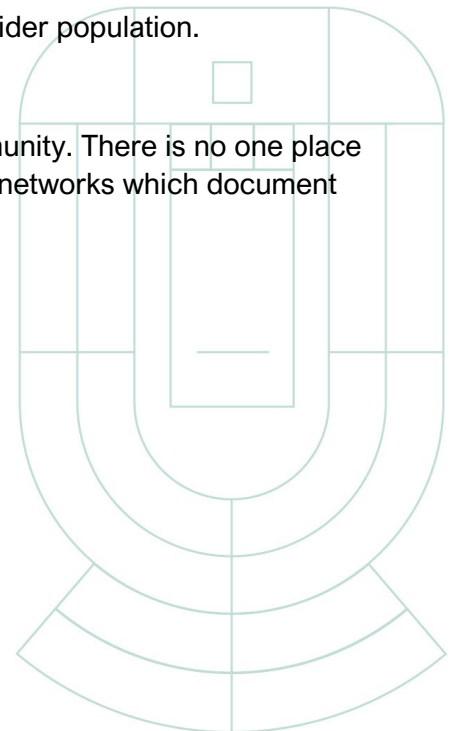 ider population.
unity. There is no one place
networks which document